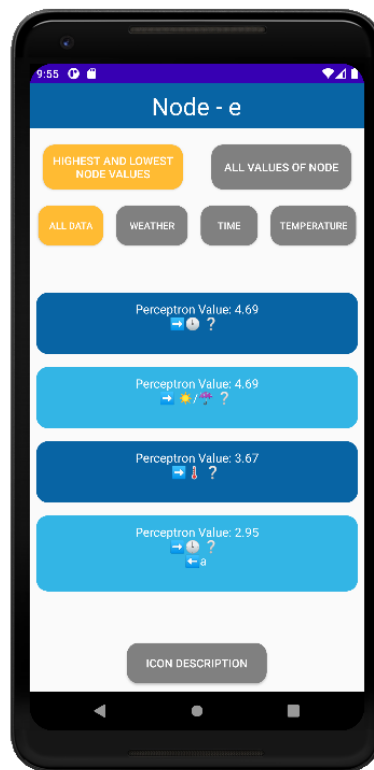 9:55
Node - e
HIGHEST AND LOWEST
NODE VALUES
ALL VALUES OF NODE
ALL DATA
WEATHER
TIME
TEMPERATURE
Perceptron Value: 4.69
➡️🕛 ?
Perceptron Value: 4.69
➡️ ☀️/☔ ?
Perceptron Value: 3.67
➡️🌡️ ?
Perceptron Value: 2.95
➡️🕛 ?
⬅️a
ICON DESCRIPTION